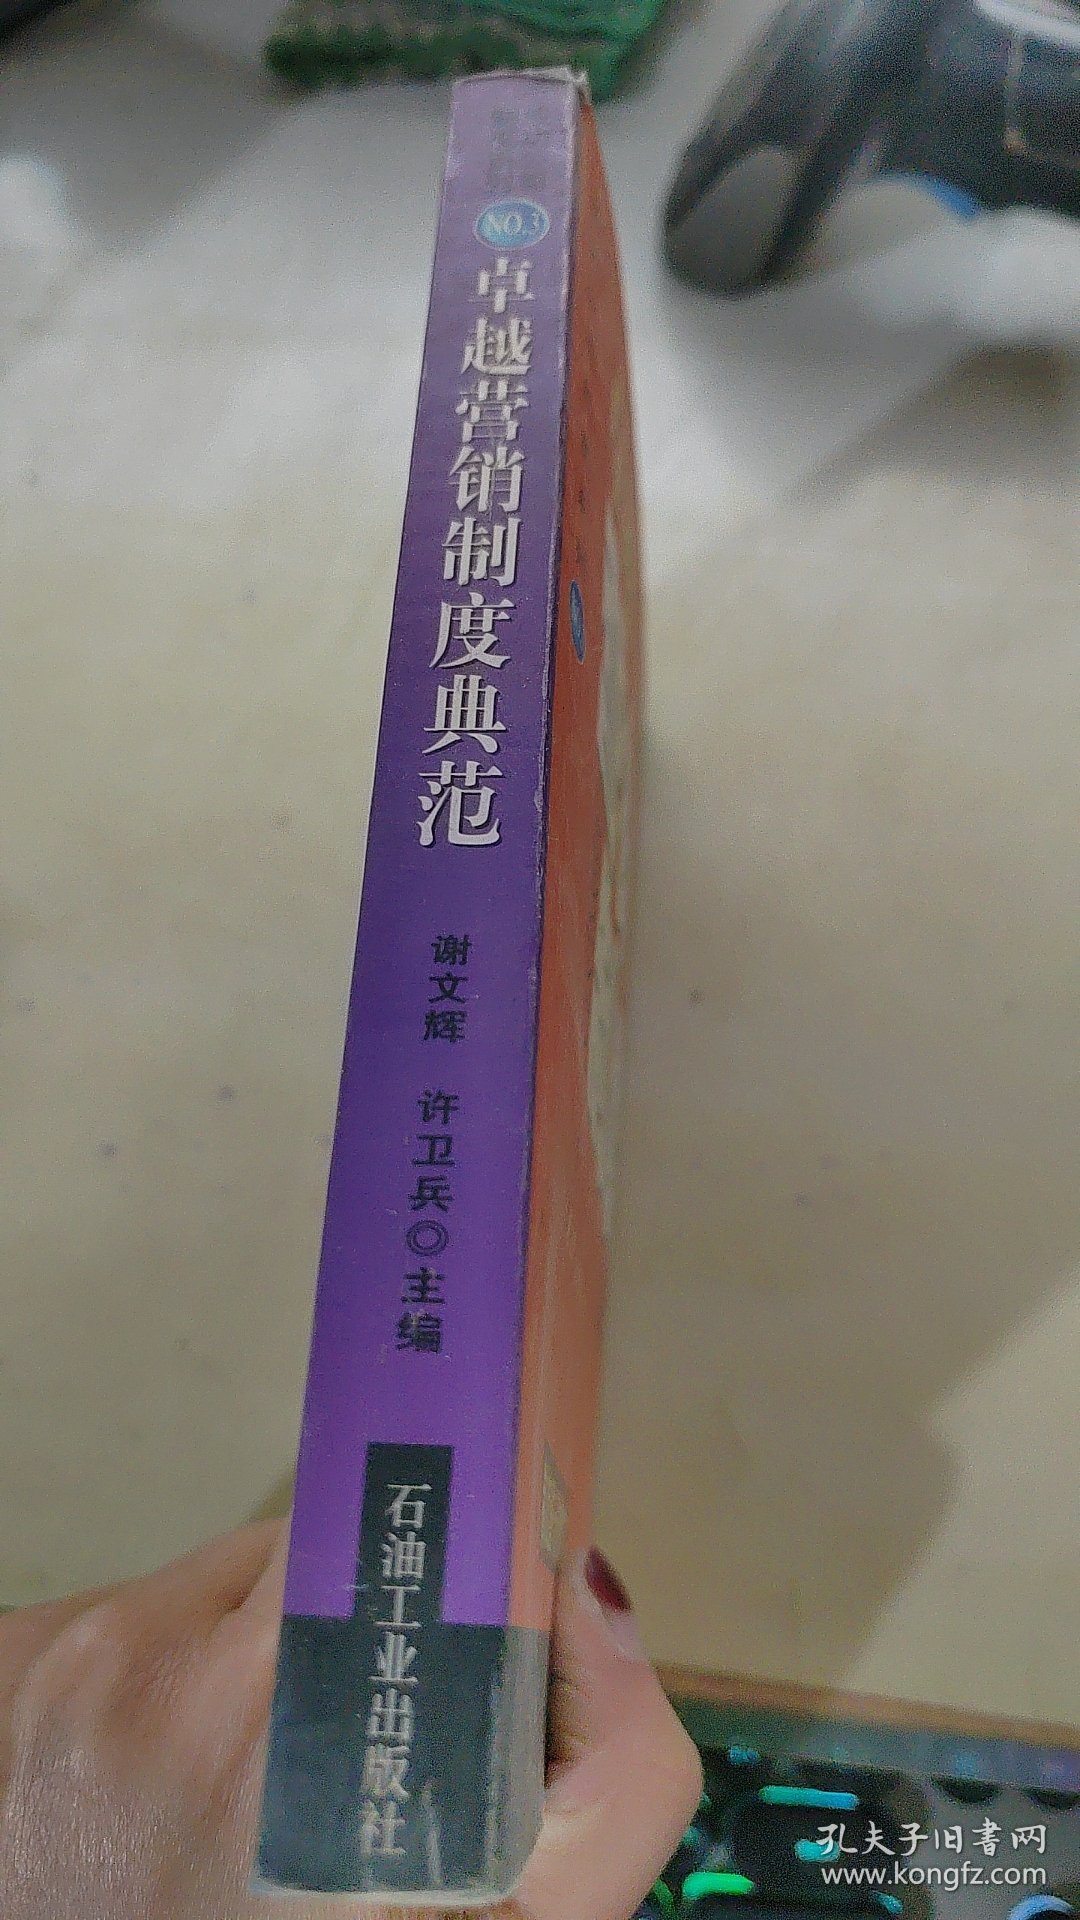 NO.3
卓越营销制度典范
谢文辉 许卫兵◎主编
石油工业出版社
孔夫子旧書网
www.kongfz.com